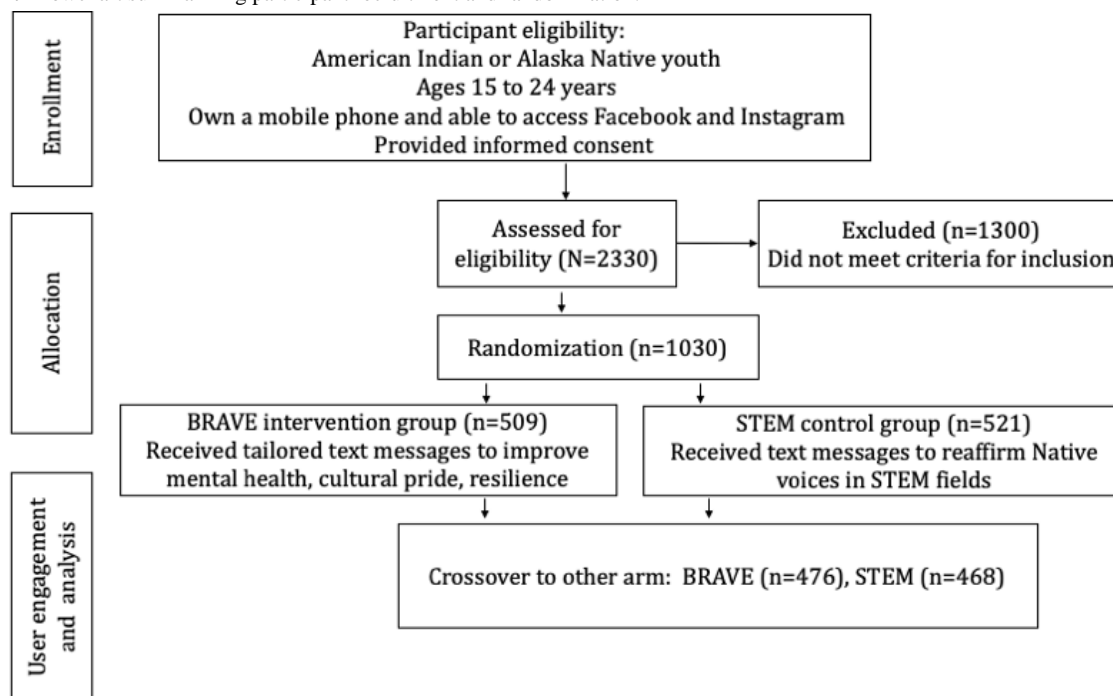 Enrollment
Participant eligibility:
American Indian or Alaska Native youth
Ages 15 to 24 years
Own a mobile phone and able to access Facebook and Instagram
Provided informed consent
Allocation
Assessed for
eligibility (N=2330)
Excluded (n=1300)
Did not meet criteria for inclusion
Randomization (n=1030)
BRAVE intervention group (n=509)
Received tailored text messages to improve
mental health, cultural pride, resilience
STEM control group (n=521)
Received text messages to reaffirm Native
voices in STEM fields
User engagement
and analysis
Crossover to other arm: BRAVE (n=476), STEM (n=468)